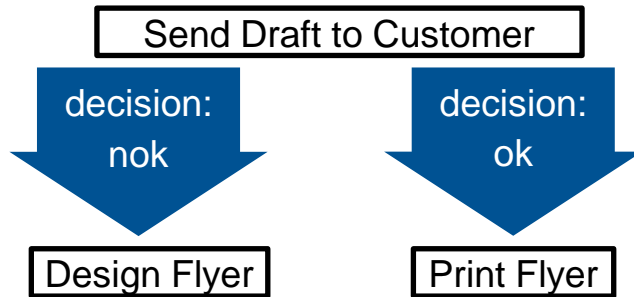 Send Draft to Customer
decision:
nok
decision:
ok
Design Flyer
Print Flyer